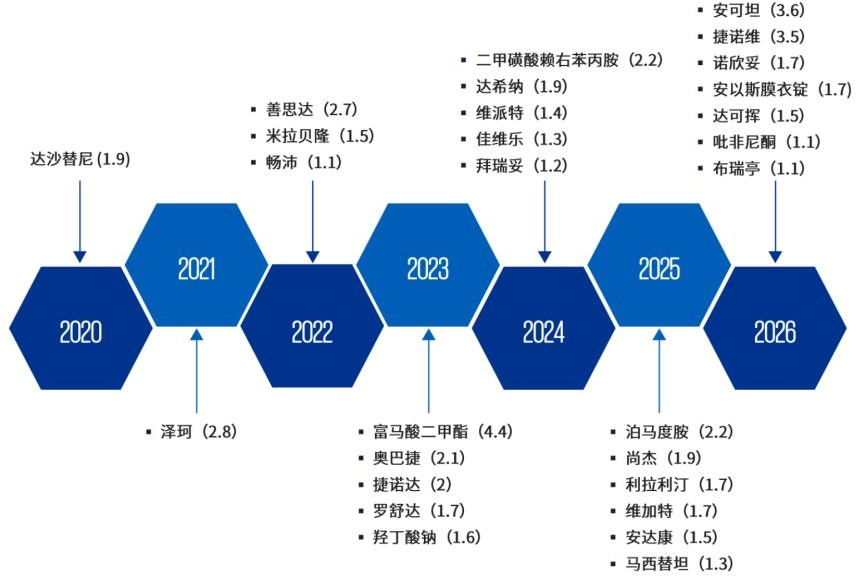 ▪ 安可坦（3.6）
▪ 捷诺维（3.5）
▪ 诺欣妥（1.7）
▪ 安以斯膜衣锭（1.7）
▪ 达可挥（1.5）
▪ 吡非尼酮（1.1）
▪ 布瑞亭（1.1）
▪ 二甲磺酸赖右苯丙胺（2.2）
▪ 达希纳（1.9）
▪ 维派特（1.4）
▪ 佳维乐（1.3）
▪ 拜瑞妥（1.2）
▪ 善思达（2.7）
▪ 米拉贝隆（1.5）
▪ 畅沛（1.1）
达沙替尼 (1.9)
2020
2021
2022
2023
2024
2025
2026
▪ 泽珂（2.8）
▪ 富马酸二甲酯（4.4）
▪ 奥巴捷（2.1）
▪ 捷诺达（2）
▪ 罗舒达（1.7）
▪ 羟丁酸钠（1.6）
▪ 泊马度胺（2.2）
▪ 尚杰（1.9）
▪ 利拉利汀（1.7）
▪ 维加特（1.7）
▪ 安达康（1.5）
▪ 马西替坦（1.3）